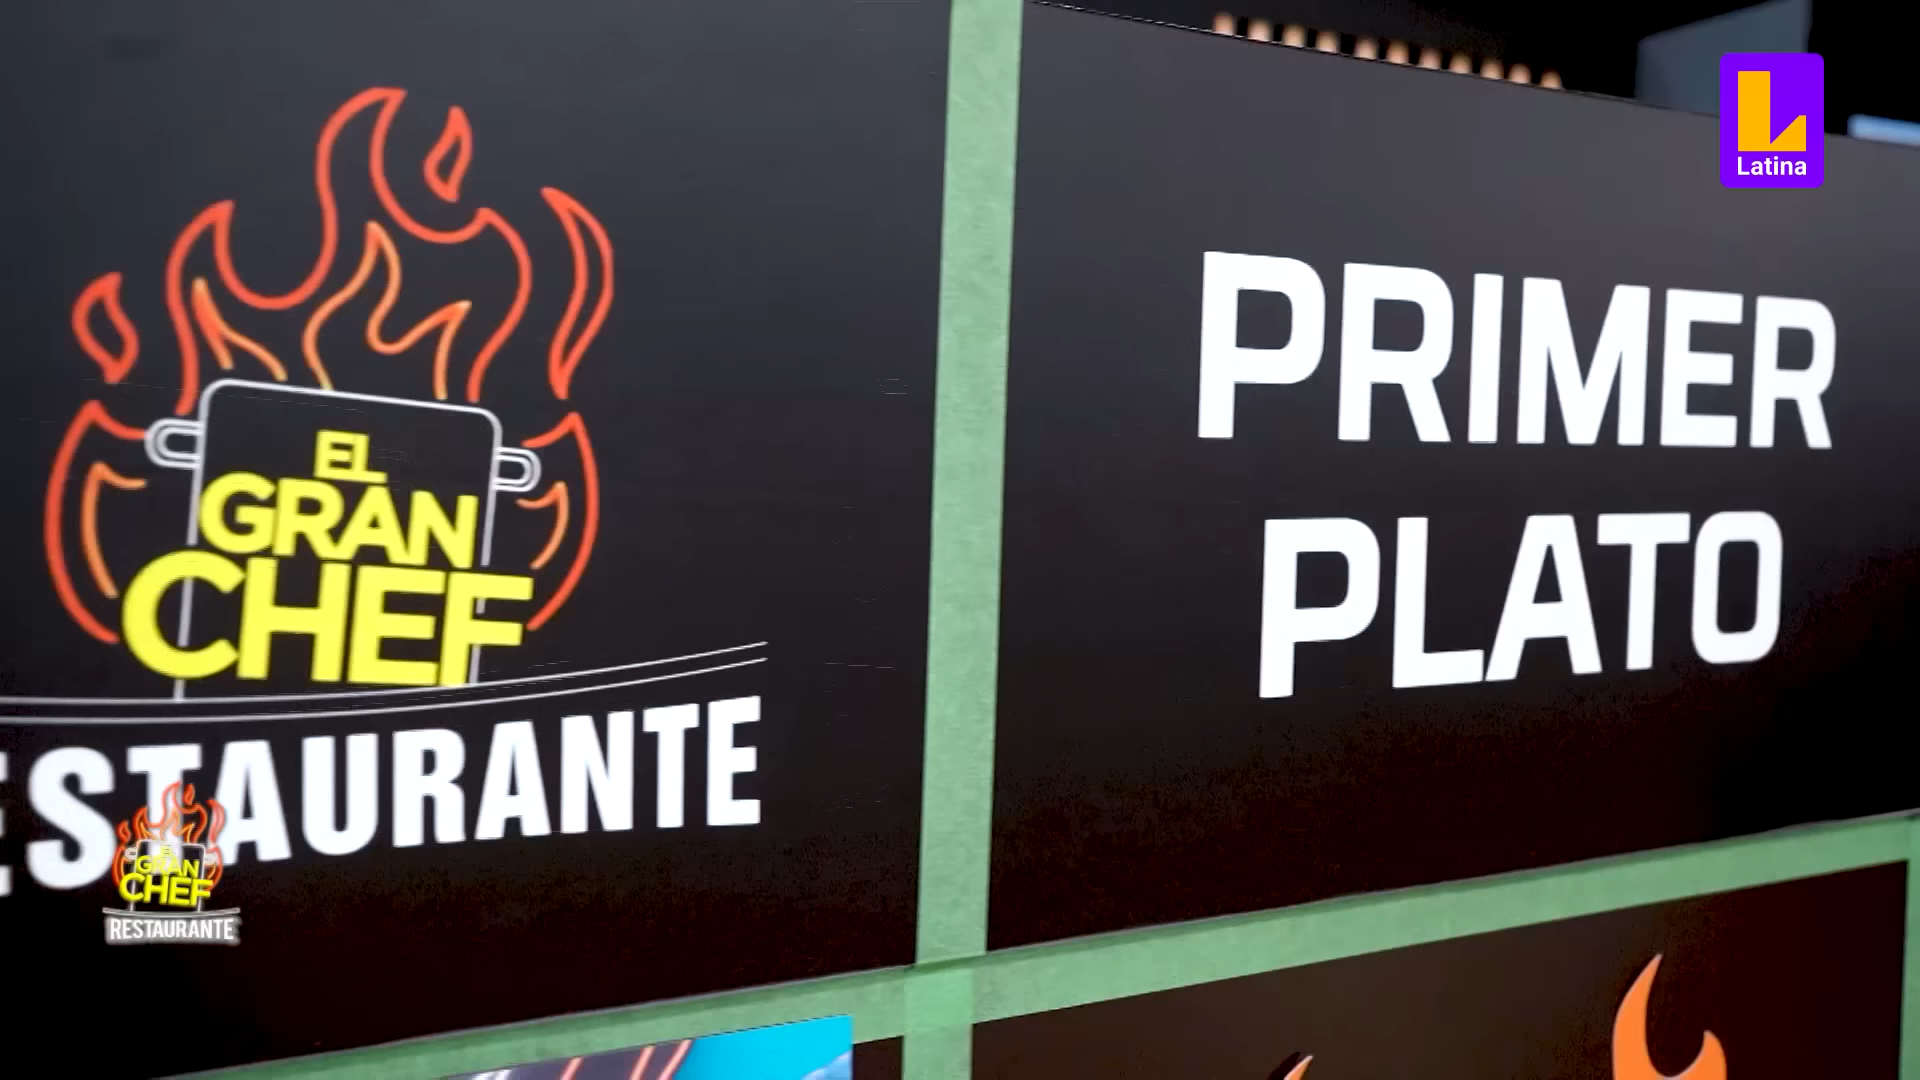 Latina
EL
GRAN
CHEF
ESTAURANTE
PRIMER
PLATO
EL
GRAN
CHEF
RESTAURANTE